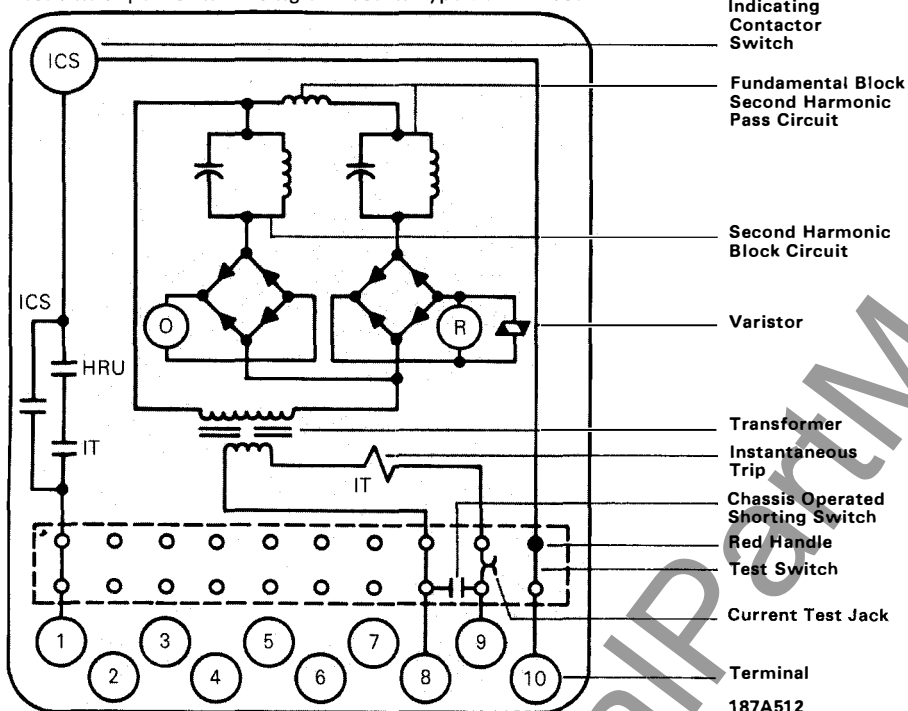 Indicating
Contactor
Switch
ICS
Fundamental Block
Second Harmonic
Pass Circuit
Second Harmonic
Block Circuit
ICS
O
R
Varistor
HRU
IT
Transformer
Instantaneous
Trip
IT
Chassis Operated
Shorting Switch
Red Handle
Test Switch
Current Test Jack
1
3
5
7
9
2
4
6
8
10
Terminal
187A512